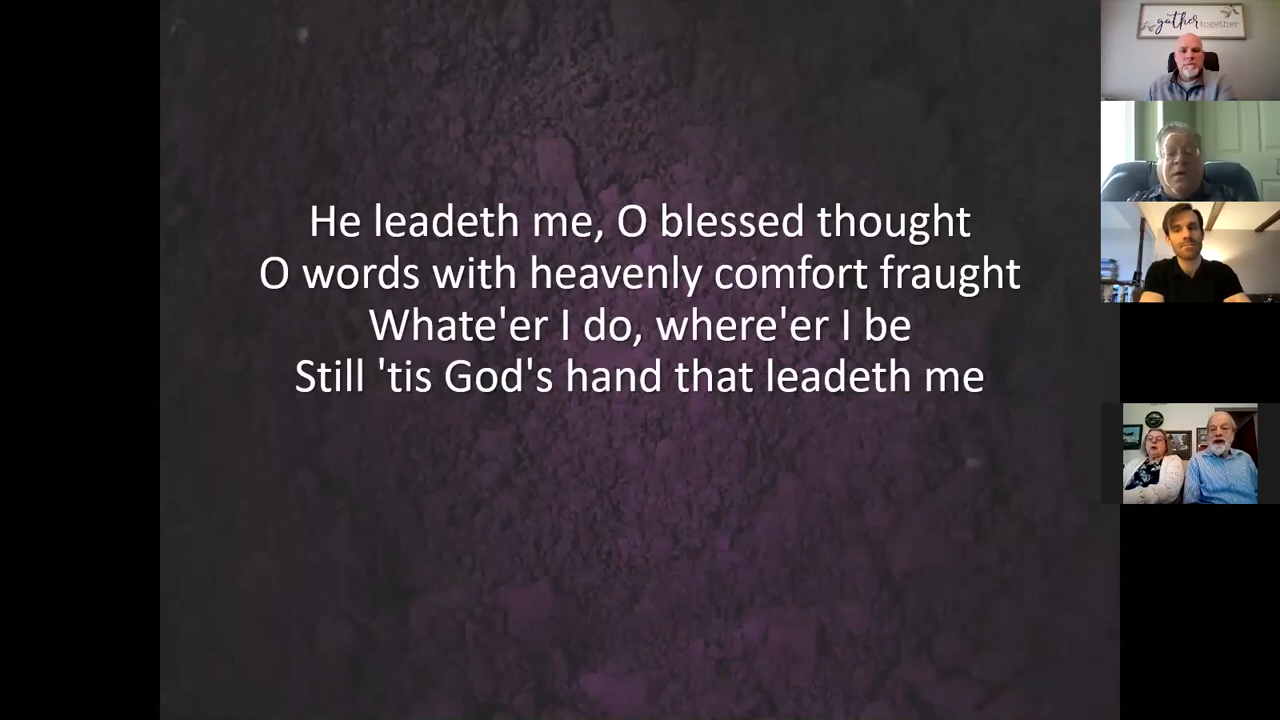 He leadeth me, O blessed thought
O words with heavenly comfort fraught
Whate'er I do, where'er I be
Still 'tis God's hand that leadeth me
gather together